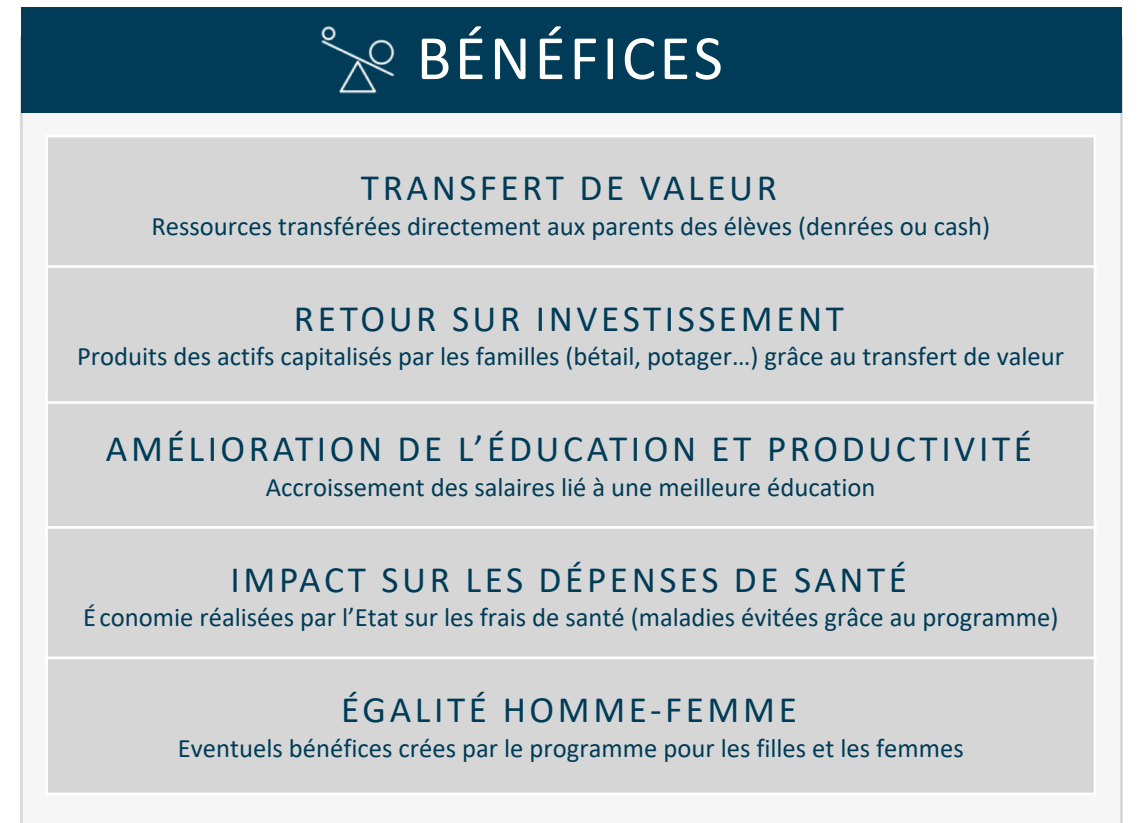 BÉNÉFICES
TRANSFERT DE VALEUR
Ressources transférées directement aux parents des élèves (denrées ou cash)
RETOUR SUR INVESTISSEMENT
Produits des actifs capitalisés par les familles (bétail, potager…) grâce au transfert de valeur
AMÉLIORATION DE L’ÉDUCATION ET PRODUCTIVITÉ
Accroissement des salaires lié à une meilleure éducation
IMPACT SUR LES DÉPENSES DE SANTÉ
É conomie réalisées par l’Etat sur les frais de santé (maladies évitées grâce au programme)
ÉGALITÉ HOMME-FEMME
Eventuels bénéfices crées par le programme pour les filles et les femmes